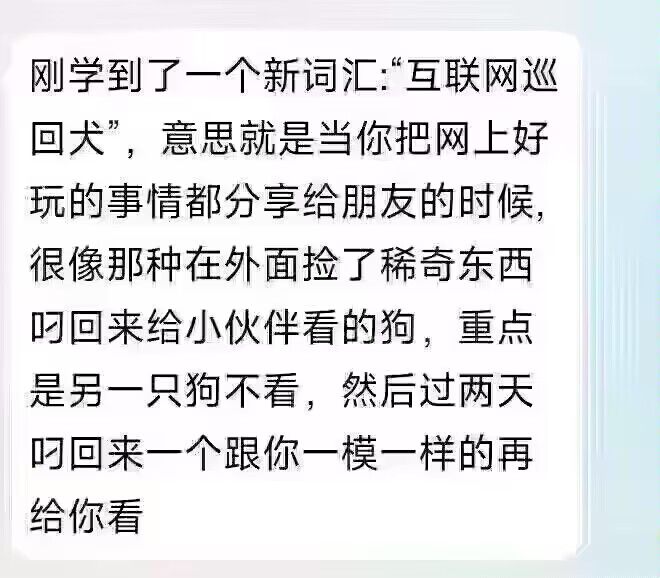 刚学到了一个新词汇:“互联网巡
回犬”，意思就是当你把网上好
玩的事情都分享给朋友的时候,
很像那种在外面捡了稀奇东西
叼回来给小伙伴看的狗，重点
是另一只狗不看，然后过两天
叼回来一个跟你一模一样的再
给你看